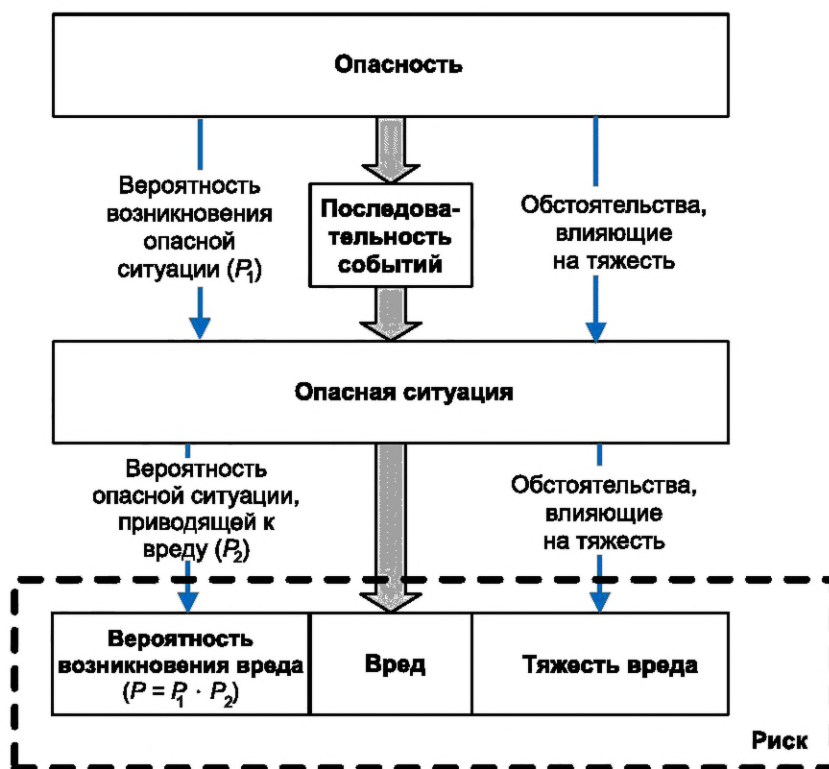 Опасность
Вероятность
возникновения
опасной
ситуации (P₁)
Последова-
тельность
событий
Обстоятельства,
влияющие
на тяжесть
Опасная ситуация
Вероятность
опасной ситуации,
приводящей к
вреду (P₂)
Обстоятельства,
влияющие
на тяжесть
Вероятность
возникновения вреда
(P = P₁ · P₂)
Вред
Тяжесть вреда
Риск